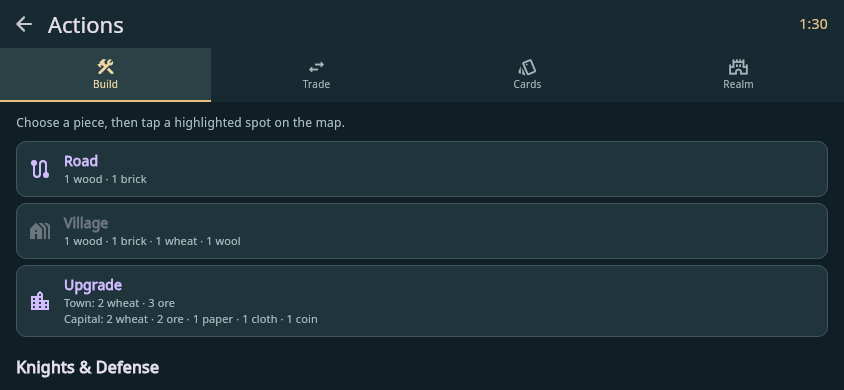 Actions
1:30
Build
Trade
Cards
Realm
Choose a piece, then tap a highlighted spot on the map.
Road
1 wood · 1 brick
Village
1 wood · 1 brick · 1 wheat · 1 wool
Upgrade
Town: 2 wheat · 3 ore
Capital: 2 wheat · 2 ore · 1 paper · 1 cloth · 1 coin
Knights & Defense